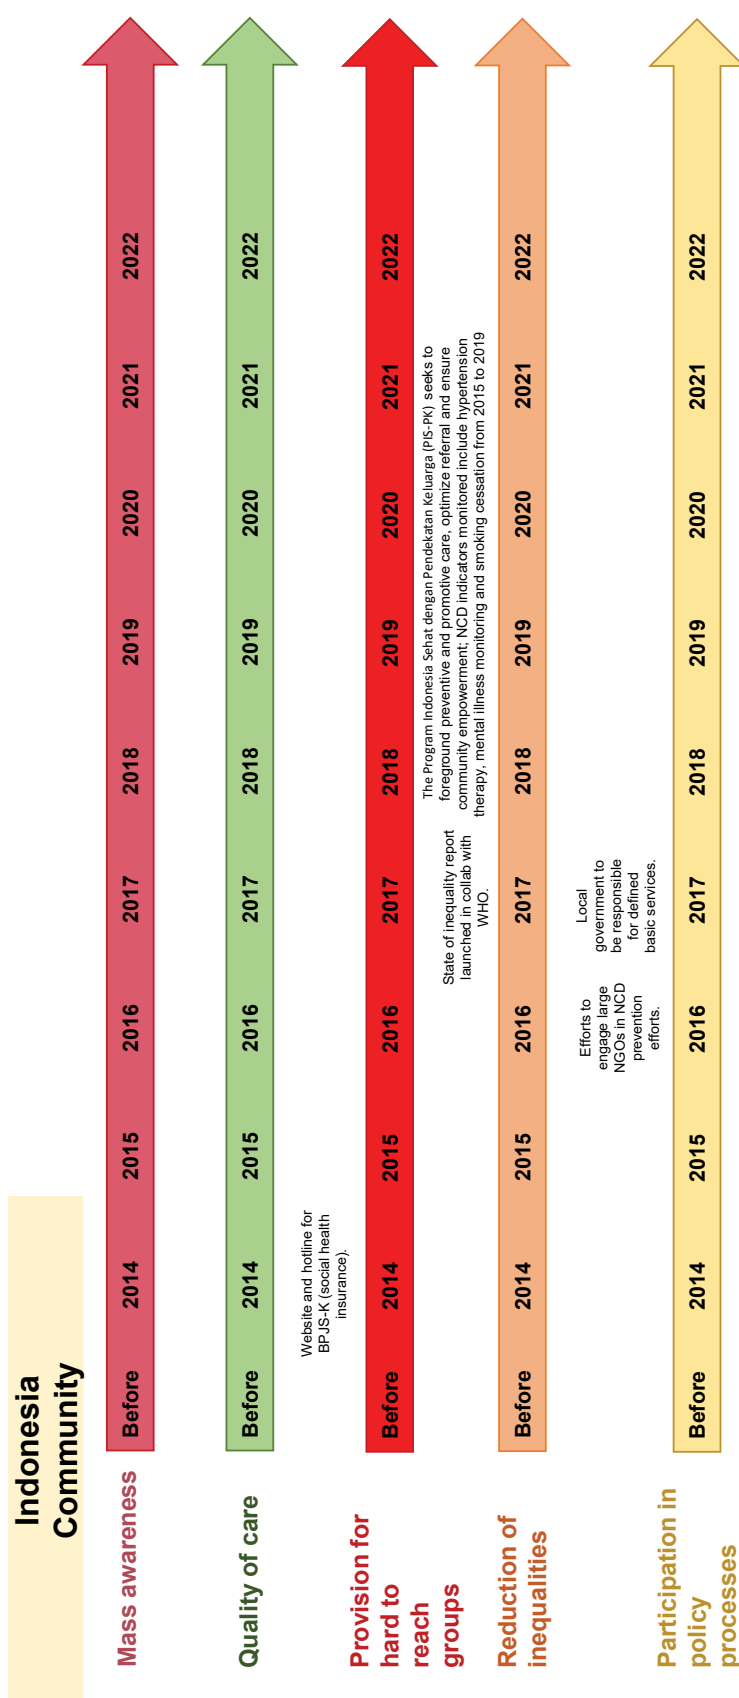 Indonesia
Community
Mass awareness
Before 2014 2015 2016 2017 2018 2019 2020 2021 2022
Quality of care
Before 2014 2015 2016 2017 2018 2019 2020 2021 2022
Website and hotline for
BPJS-K (social health
insurance).
Provision for
hard to
reach
groups
Before 2014 2015 2016 2017 2018 2019 2020 2021 2022
State of inequality report
launched in collab with
WHO.
The Program Indonesia Sehat dengan Pendekatan Keluarga (PIS-PK) seeks to
foreground preventive and promotive care, optimize referral and ensure
community empowerment; NCD indicators monitored include hypertension
therapy, mental illness monitoring and smoking cessation from 2015 to 2019
Reduction of
inequalities
Before 2014 2015 2016 2017 2018 2019 2020 2021 2022
Efforts to
engage large
NGOs in NCD
prevention
efforts.
Local
government to
be responsible
for defined
basic services.
Participation in
policy
processes
Before 2014 2015 2016 2017 2018 2019 2020 2021 2022